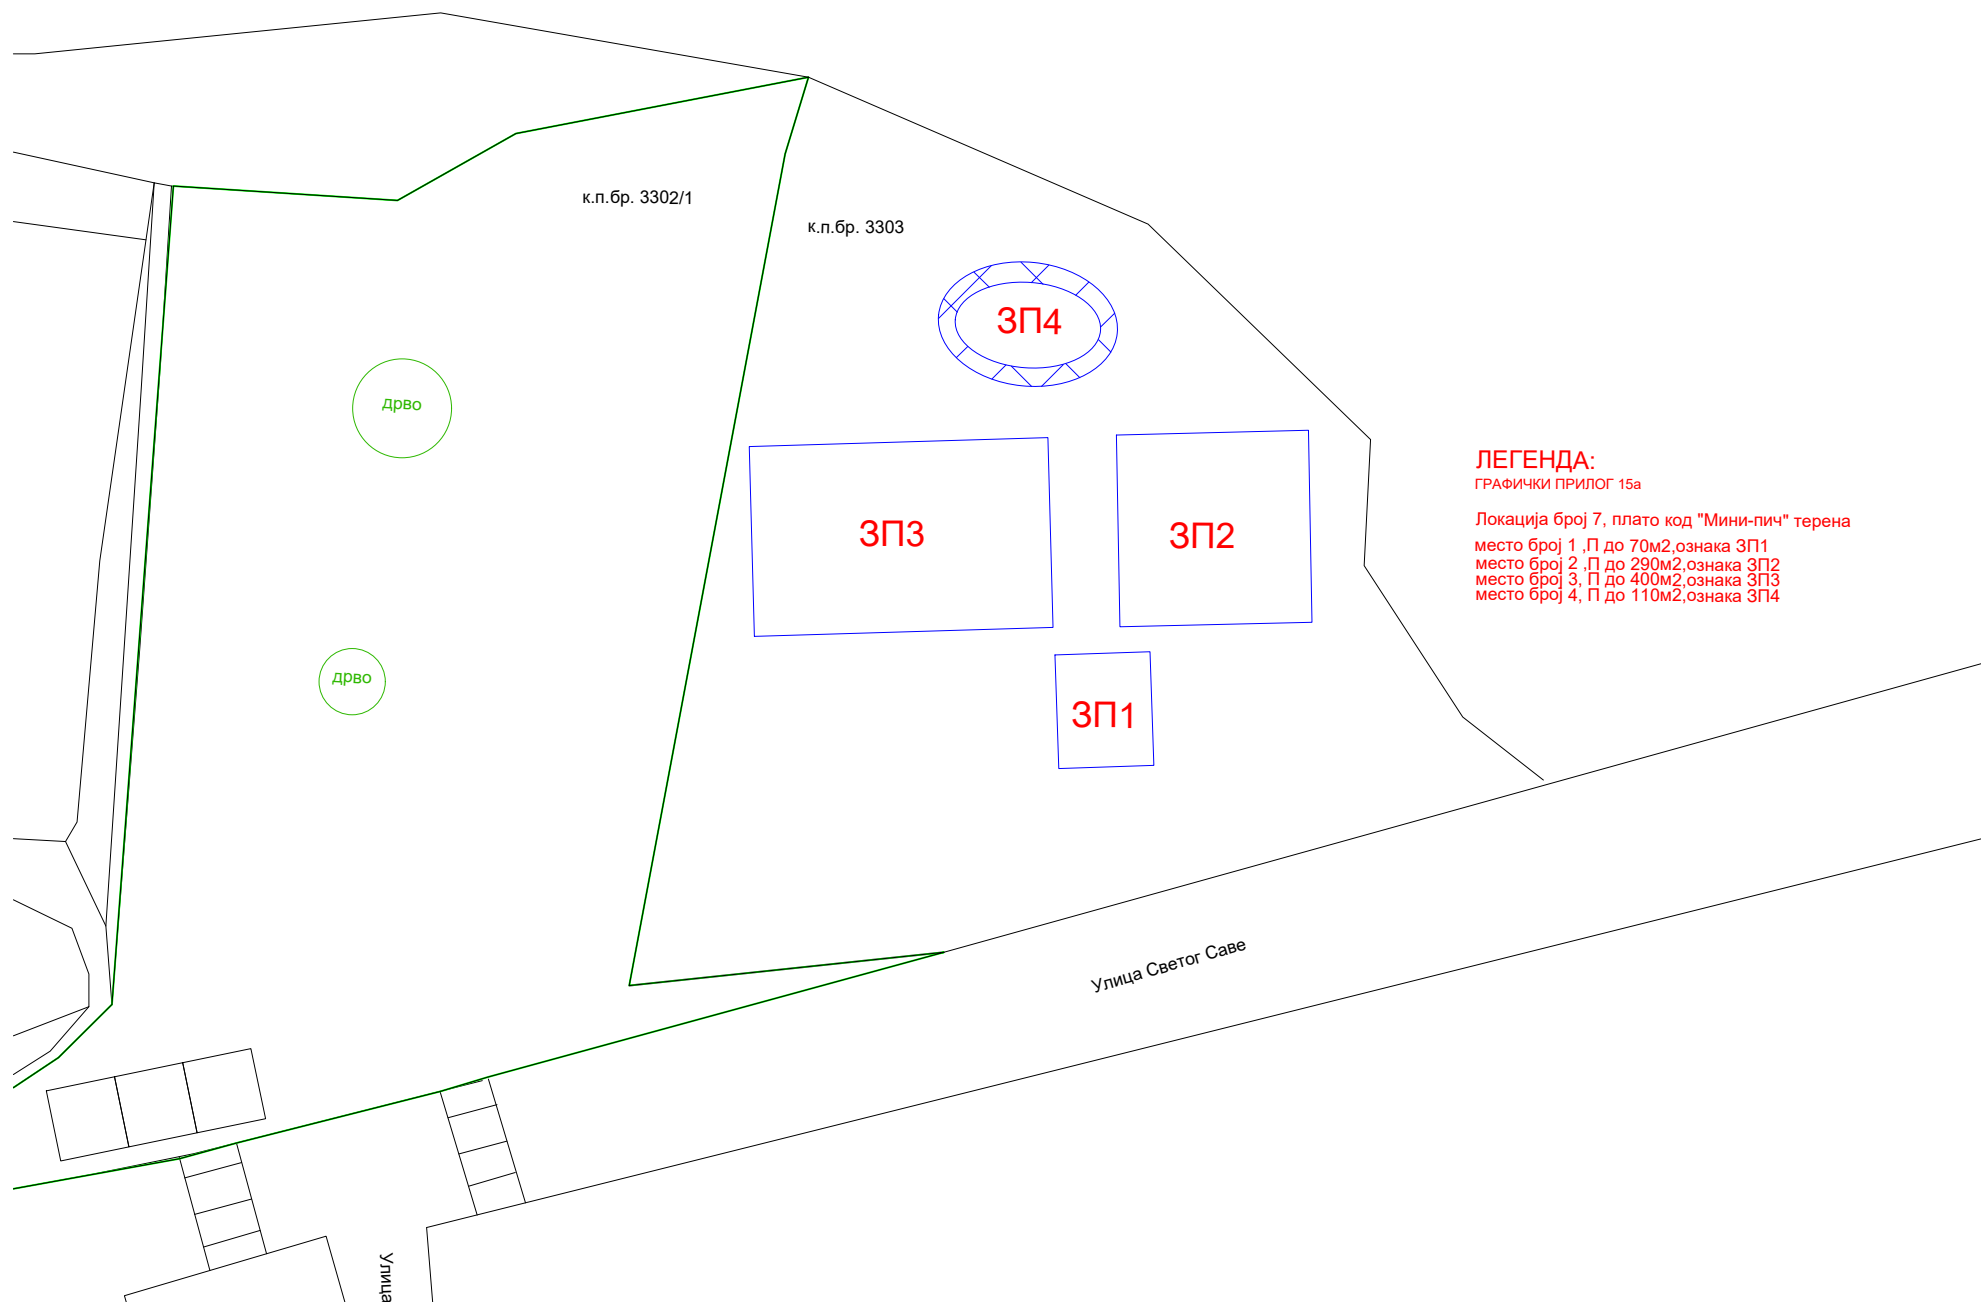 к.п.бр. 3302/1
к.п.бр. 3303
ЗП4
дрво
ЗП3
ЗП2
дрво
ЗП1
ЛЕГЕНДА:
ГРАФИЧКИ ПРИЛОГ 15а
Локација број 7, плато код "Мини-пич" терена
место број 1 ,П до 70м2,ознака ЗП1
место број 2 ,П до 290м2,ознака ЗП2
место број 3, П до 400м2,ознака ЗП3
место број 4, П до 110м2,ознака ЗП4
Улица Светог Саве
Улица